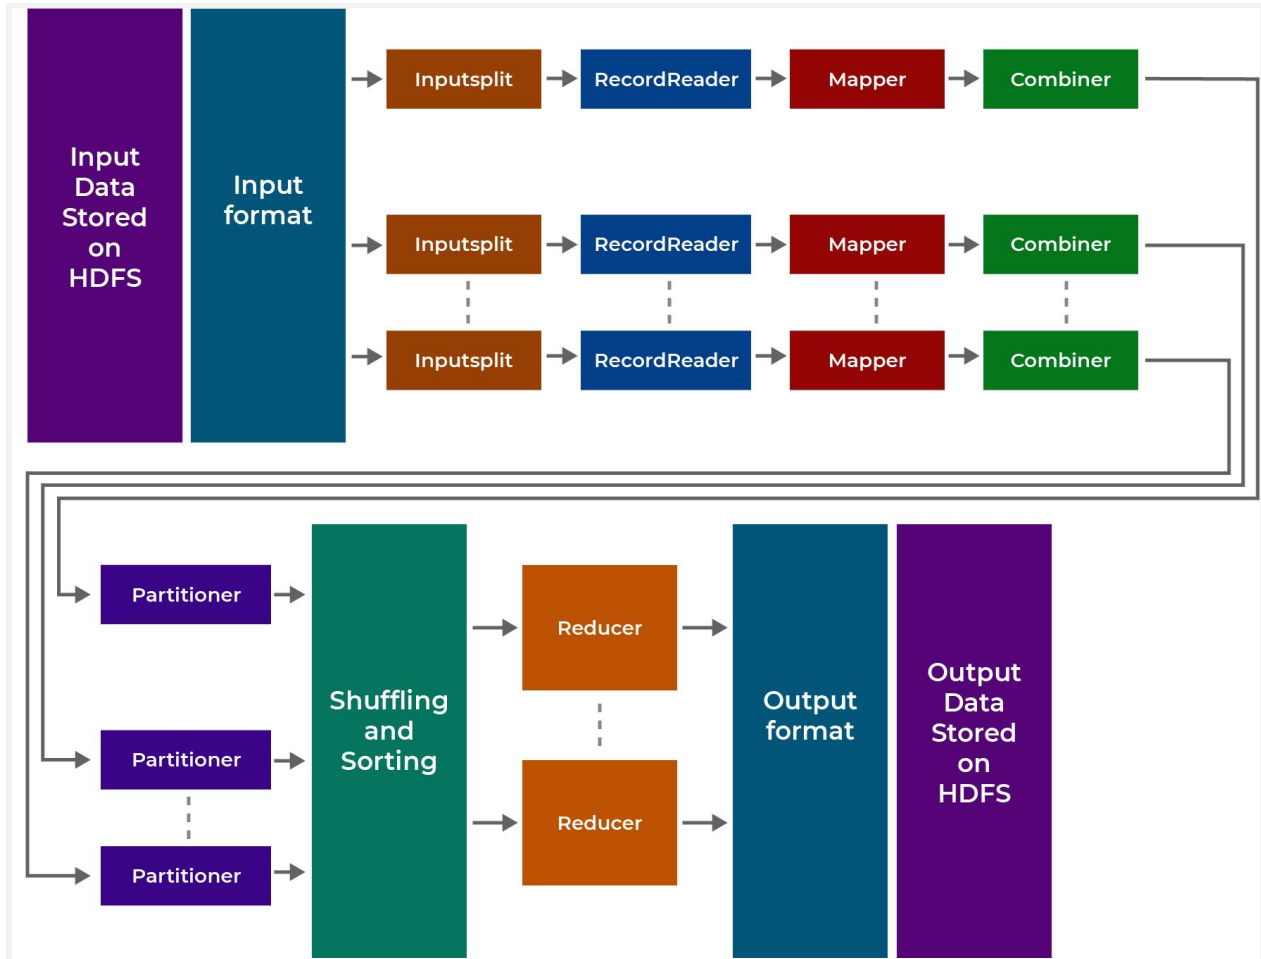 Input
Data
Stored
on
HDFS
Input
format
Inputsplit
RecordReader
Mapper
Combiner
Inputsplit
RecordReader
Mapper
Combiner
Inputsplit
RecordReader
Mapper
Combiner
Partitioner
Partitioner
Partitioner
Shuffling
and
Sorting
Reducer
Reducer
Output
format
Output
Data
Stored
on
HDFS